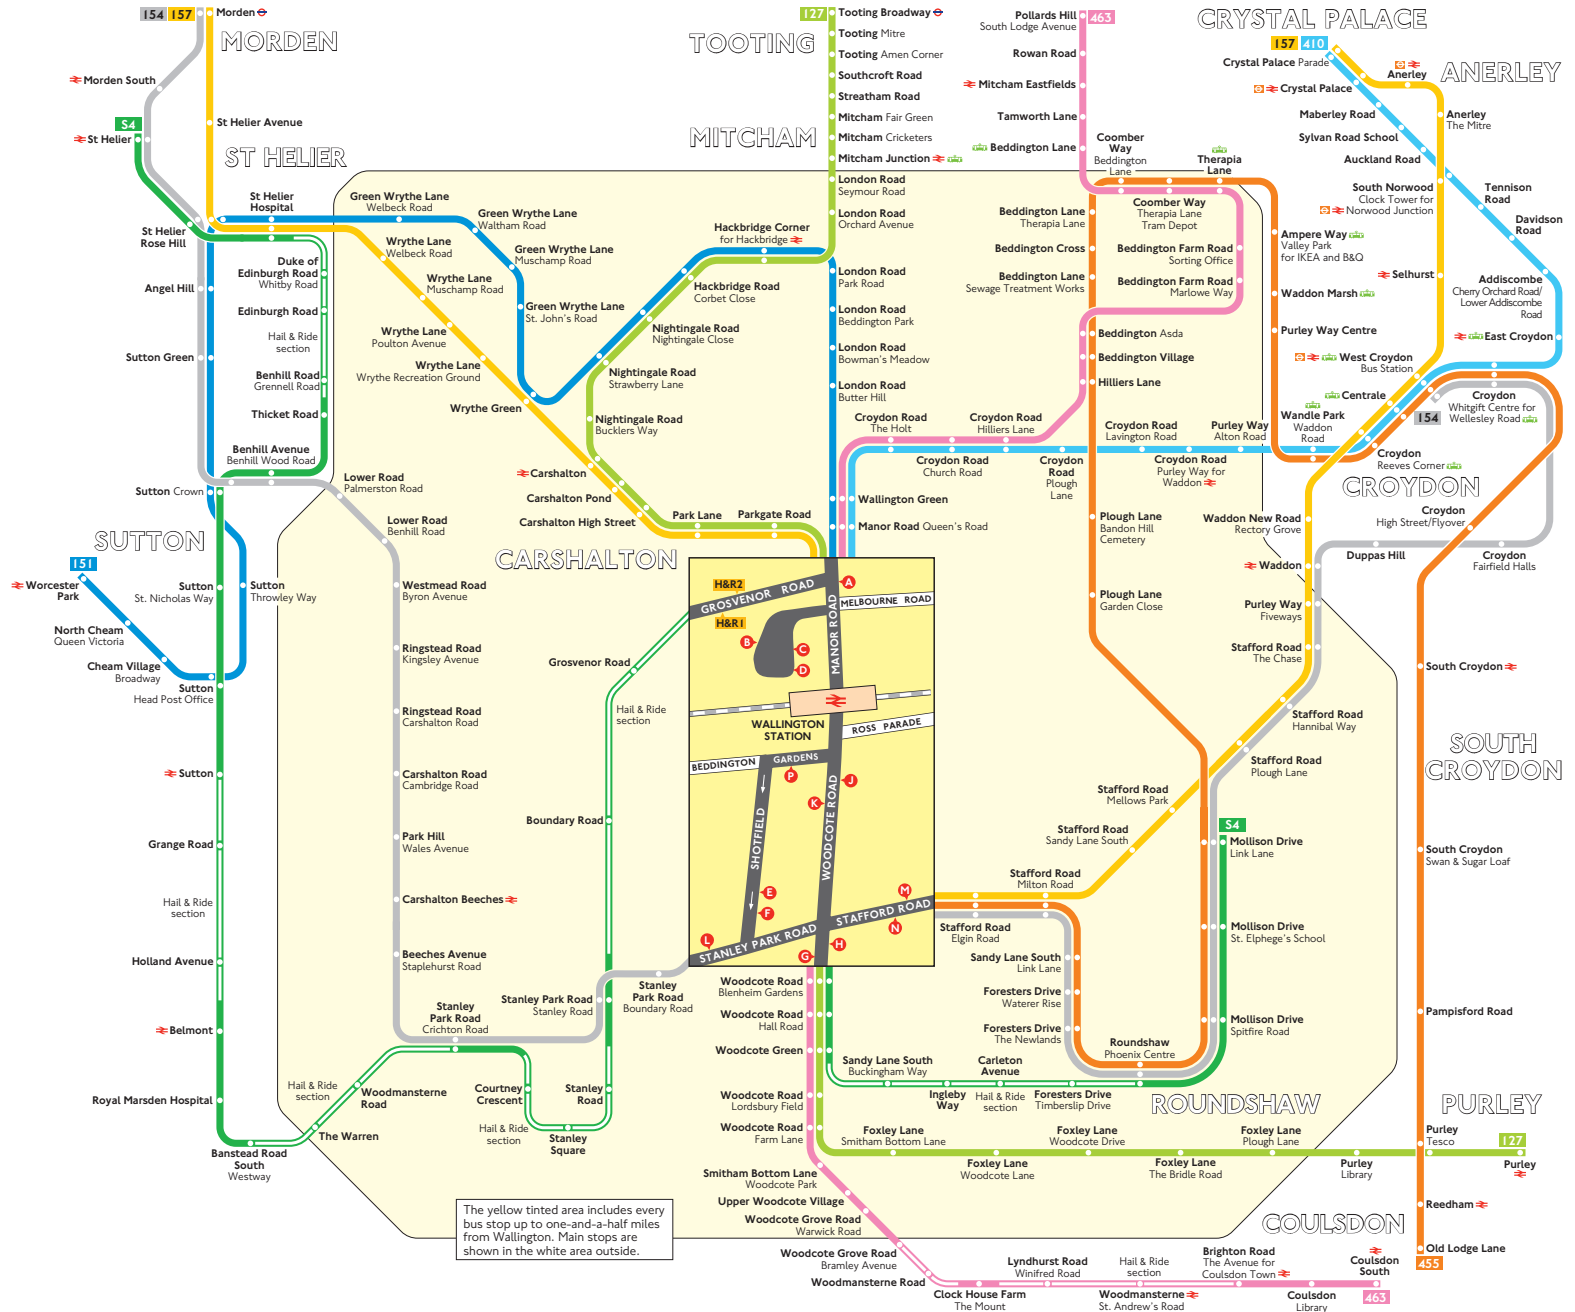 154
157
Morden
MORDEN
Morden South
S4
St Helier
St Helier Avenue
ST HELIER
St Helier
Hospital
St Helier
Rose Hill
Duke of
Edinburgh Road
Whitby Road
Angel Hill
Edinburgh Road
Hail & Ride
section
Sutton Green
Benhill Road
Grennell Road
Thicket Road
Benhill Avenue
Benhill Wood Road
Sutton Crown
SUTTON
151
Worcester
Park
North Cheam
Queen Victoria
Cheam Village
Broadway
Sutton
St. Nicholas Way
Sutton
Throwley Way
Sutton
Head Post Office
Sutton
Grange Road
Hail & Ride
section
Holland Avenue
Belmont
Royal Marsden Hospital
Banstead Road
South
Westway
The Warren
Hail & Ride
section
Woodmansterne
Road
Green Wrythe Lane
Welbeck Road
Green Wrythe Lane
Waltham Road
Green Wrythe Lane
Muschamp Road
Green Wrythe Lane
St. John's Road
Wrythe Lane
Welbeck Road
Wrythe Lane
Muschamp Road
Wrythe Lane
Poulton Avenue
Wrythe Lane
Wrythe Recreation Ground
Wrythe Green
Carshalton
Carshalton Pond
Carshalton High Street
CARSHALTON
Lower Road
Palmerston Road
Lower Road
Benhill Road
Westmead Road
Byron Avenue
Ringstead Road
Kingsley Avenue
Ringstead Road
Carshalton Road
Carshalton Road
Cambridge Road
Park Hill
Wales Avenue
Carshalton Beeches
Beeches Avenue
Staplehurst Road
Stanley
Park Road
Crichton Road
Stanley Park Road
Stanley Road
Stanley
Park Road
Boundary Road
Courtney
Crescent
Stanley
Road
Hail & Ride
section
Stanley
Square
Boundary Road
Grosvenor Road
Hail & Ride
section
127
Tooting Broadway
TOOTING
Tooting Mitre
Tooting Amen Corner
Southcroft Road
Streatham Road
Mitcham Fair Green
MITCHAM
Mitcham Cricketers
Mitcham Junction
London Road
Seymour Road
London Road
Orchard Avenue
Hackbridge Corner
for Hackbridge
Hackbridge Road
Corbet Close
Nightingale Road
Nightingale Close
Nightingale Road
Strawberry Lane
Nightingale Road
Bucklers Way
Park Lane
Parkgate Road
London Road
Park Road
London Road
Beddington Park
London Road
Bowman's Meadow
London Road
Butter Hill
Wallington Green
Manor Road Queen's Road
Croydon Road
The Holt
Croydon Road
Church Road
Croydon Road
Hilliers Lane
Croydon
Road
Plough
Lane
Croydon Road
Lavington Road
Croydon Road
Purley Way for
Waddon
Purley Way
Alton Road
Pollards Hill
South Lodge Avenue
463
Rowan Road
Mitcham Eastfields
Tamworth Lane
Beddington Lane
Coomber
Way
Beddington
Lane
Therapia
Lane
Coomber Way
Therapia Lane
Tram Depot
Beddington Lane
Therapia Lane
Beddington Cross
Beddington Lane
Sewage Treatment Works
Beddington Farm Road
Sorting Office
Beddington Farm Road
Marlowe Way
Beddington Asda
Beddington Village
Hilliers Lane
Plough Lane
Bandon Hill
Cemetery
Plough Lane
Garden Close
CRYSTAL PALACE
157
410
Crystal Palace Parade
Crystal Palace
Anerley
ANERLEY
Maberley Road
Sylvan Road School
Auckland Road
Anerley
The Mitre
South Norwood
Clock Tower for
Norwood Junction
Tennison
Road
Davidson
Road
Ampere Way
Valley Park
for IKEA and B&Q
Waddon Marsh
Purley Way Centre
Selhurst
Addiscombe
Cherry Orchard Road/
Lower Addiscombe
Road
East Croydon
West Croydon
Bus Station
Centrale
Wandle Park
Waddon
Road
154
Croydon
Whitgift Centre for
Wellesley Road
Croydon
Reeves Corner
CROYDON
Croydon
High Street/Flyover
Duppas Hill
Croydon
Fairfield Halls
Waddon New Road
Rectory Grove
Waddon
Purley Way
Fiveways
Stafford Road
The Chase
Stafford Road
Hannibal Way
Stafford Road
Plough Lane
Stafford Road
Mellows Park
Stafford Road
Sandy Lane South
Stafford Road
Milton Road
Stafford Road
Elgin Road
Sandy Lane South
Link Lane
Foresters Drive
Waterer Rise
Foresters Drive
The Newlands
Roundshaw
Phoenix Centre
S4
Mollison Drive
Link Lane
Mollison Drive
St. Elphege's School
Mollison Drive
Spitfire Road
ROUNDSHAW
South Croydon
SOUTH
CROYDON
South Croydon
Swan & Sugar Loaf
Pampisford Road
PURLEY
Purley
Tesco
127
Purley
Reedham
Old Lodge Lane
455
COULSDON
H&R2
H&R1
GROSVENOR ROAD
MANOR ROAD
MELBOURNE ROAD
A
B
C
D
WALLINGTON
STATION
ROSS PARADE
BEDDINGTON GARDENS
P
J
K
SHOTFIELD
WOODCOTE ROAD
E
F
M
N
L
H
G
STANLEY PARK ROAD
STAFFORD ROAD
Woodcote Road
Blenheim Gardens
Woodcote Road
Hall Road
Woodcote Green
Woodcote Road
Lordsbury Field
Woodcote Road
Farm Lane
Sandy Lane South
Buckingham Way
Ingleby
Way
Carleton
Avenue
Hail & Ride
section
Foresters Drive
Timberslip Drive
Foxley Lane
Smitham Bottom Lane
Foxley Lane
Woodcote Lane
Foxley Lane
Woodcote Drive
Foxley Lane
The Bridle Road
Foxley Lane
Plough Lane
Purley
Library
Smitham Bottom Lane
Woodcote Park
Upper Woodcote Village
Woodcote Grove Road
Warwick Road
Woodcote Grove Road
Bramley Avenue
Woodmansterne Road
Clock House Farm
The Mount
Lyndhurst Road
Winifred Road
Hail & Ride
section
Woodmansterne
St. Andrew's Road
Brighton Road
The Avenue for
Coulsdon Town
Coulsdon
Library
Coulsdon
South
463
The yellow tinted area includes every
bus stop up to one-and-a-half miles
from Wallington. Main stops are
shown in the white area outside.